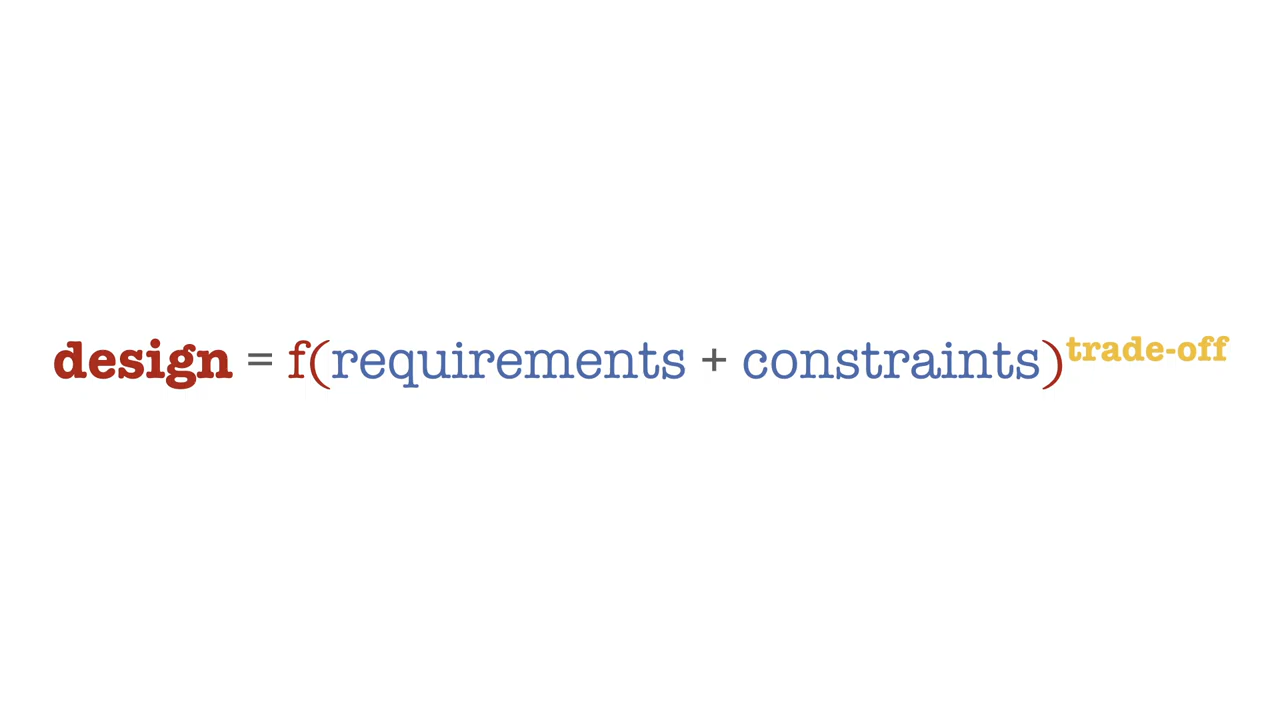 design = f(requirements + constraints)trade-off